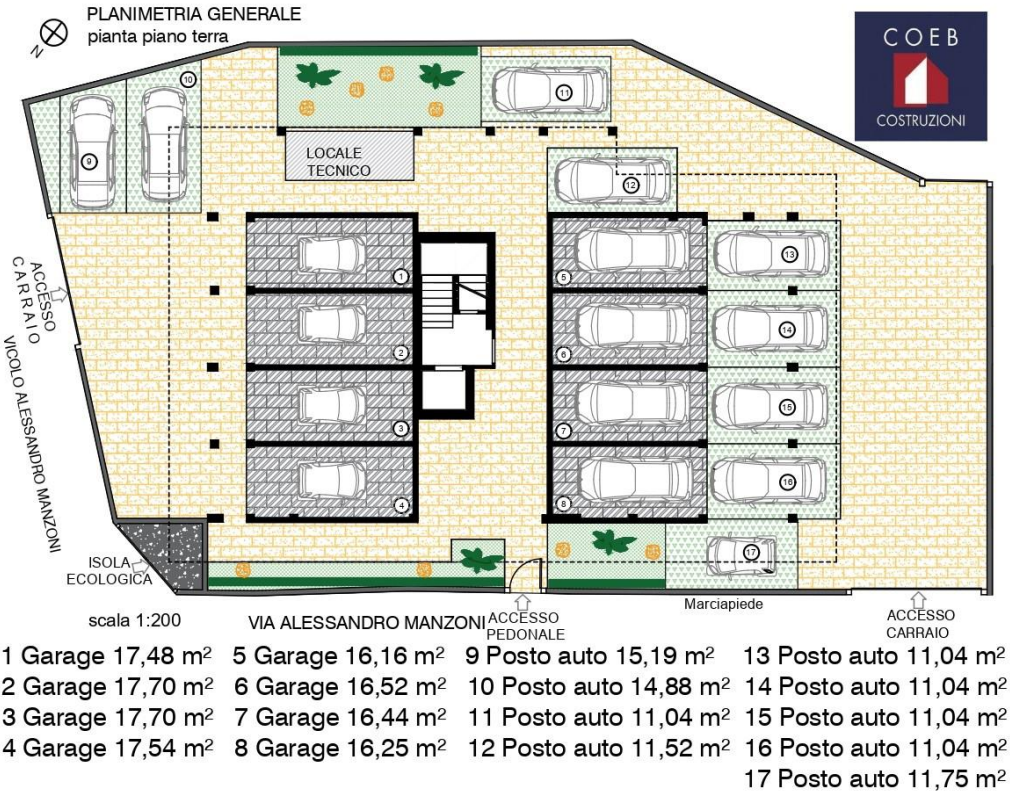 PLANIMETRIA GENERALE
pianta piano terra
N
COEB
COSTRUZIONI
10
11
9
LOCALE
TECNICO
12
1
5
13
2
6
14
3
7
15
4
8
16
17
ACCESSO
CARRAIO
VICOLO ALESSANDRO MANZONI
ISOLA
ECOLOGICA
scala 1:200
VIA ALESSANDRO MANZONI
ACCESSO
PEDONALE
Marciapiede
ACCESSO
CARRAIO
1 Garage 17,48 m²
2 Garage 17,70 m²
3 Garage 17,70 m²
4 Garage 17,54 m²
5 Garage 16,16 m²
6 Garage 16,52 m²
7 Garage 16,44 m²
8 Garage 16,25 m²
9 Posto auto 15,19 m²
10 Posto auto 14,88 m²
11 Posto auto 11,04 m²
12 Posto auto 11,52 m²
13 Posto auto 11,04 m²
14 Posto auto 11,04 m²
15 Posto auto 11,04 m²
16 Posto auto 11,04 m²
17 Posto auto 11,75 m²